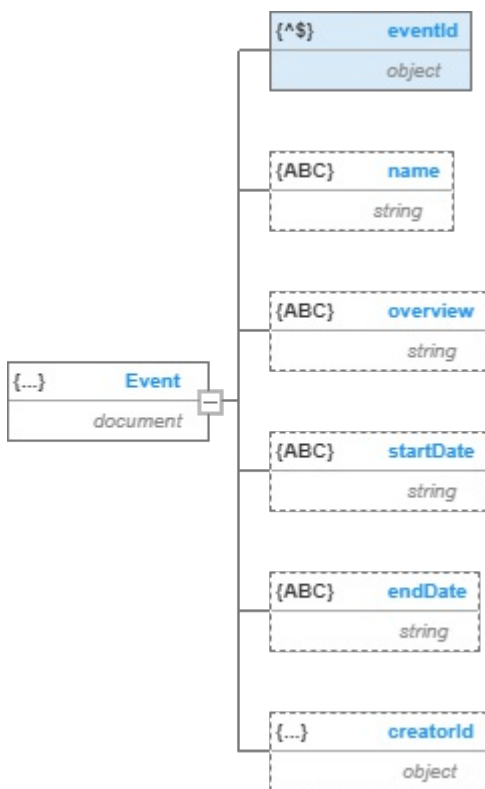 {^$} eventId
object
{ABC} name
string
{ABC} overview
string
{...} Event
document
{ABC} startDate
string
{ABC} endDate
string
{...} creatorId
object